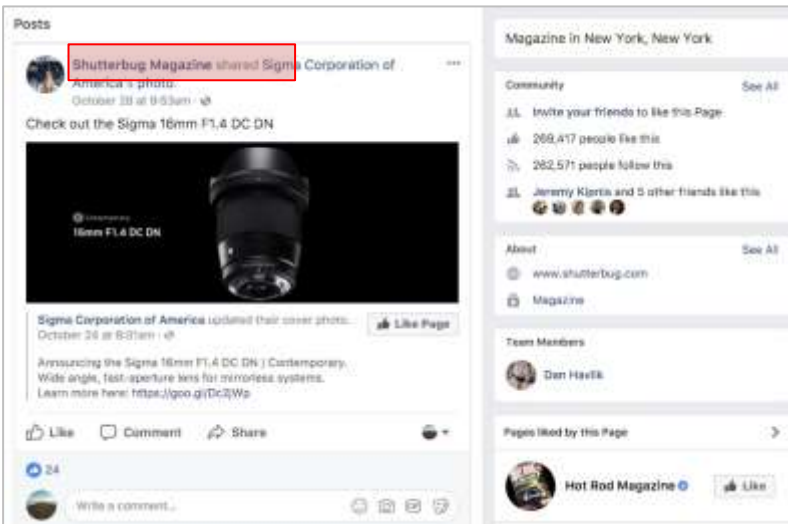 Posts
Shutterbug Magazine shared Sigma Corporation of
America's photo.
October 28 at 9:53am
Check out the Sigma 16mm F1.4 DC DN
Contemporary
16mm F1.4 DC DN
Sigma Corporation of America updated their cover photo.
October 24 at 8:31am
Like Page
Announcing the Sigma 16mm F1.4 DC DN | Contemporary.
Wide angle, fast-aperture lens for mirrorless systems.
Learn more here:
Like Comment Share
24
Write a comment...
Magazine in New York, New York
Community See All
Invite your friends to like this Page
269,417 people like this
262,571 people follow this
Jeremy and 5 other friends like this
About See All
www.shutterbug.com
Magazine
Team Members
Dan Havlik
Pages liked by this Page
Hot Rod Magazine Like